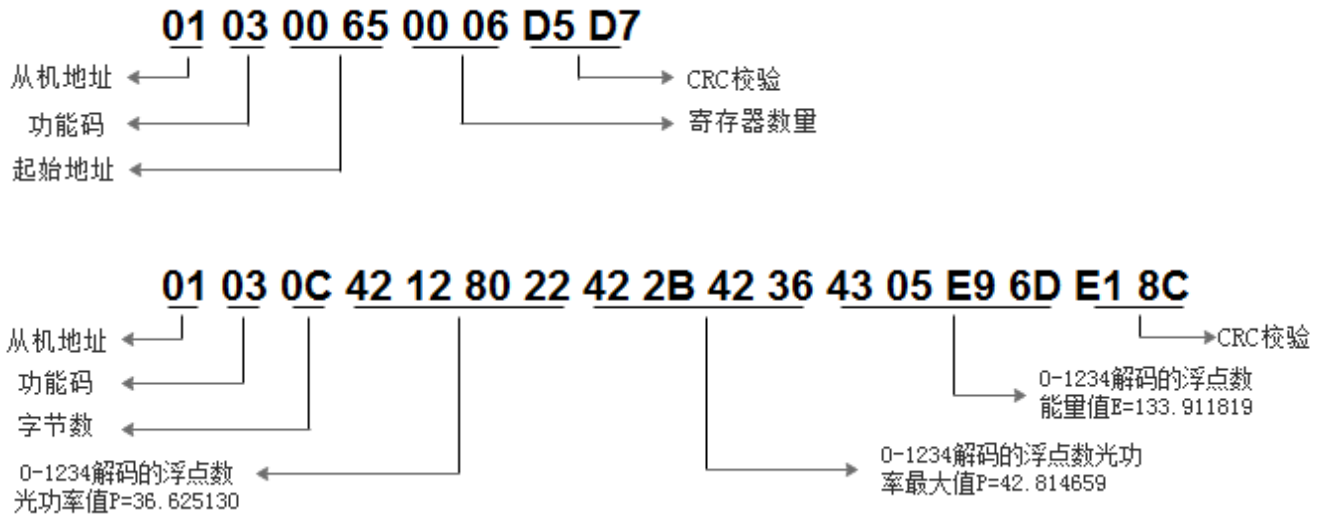 01 03 00 65 00 06 D5 D7
从机地址
CRC校验
功能码
寄存器数量
起始地址
01 03 0C 42 12 80 22 42 2B 42 36 43 05 E9 6D E1 8C
从机地址
CRC校验
功能码
0-1234解码的浮点数
能量值E=133.911819
字节数
0-1234解码的浮点数光功
率最大值P=42.814659
0-1234解码的浮点数
光功率值P=36.625130